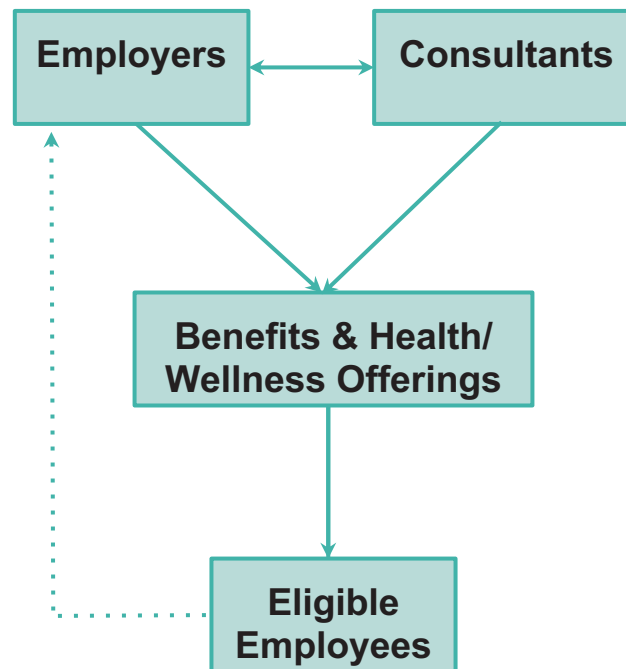 Employers
Consultants
Benefits & Health/
Wellness Offerings
Eligible
Employees